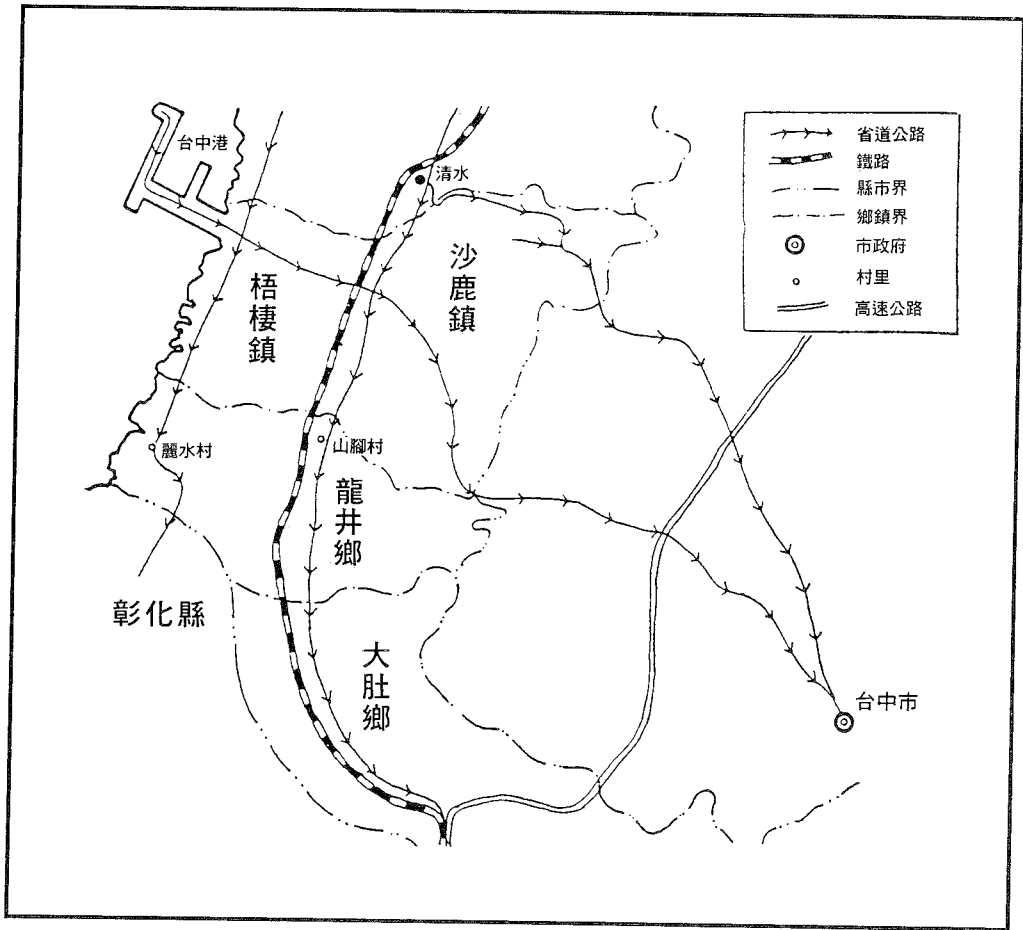 台中港
清水
沙鹿鎮
梧棲鎮
麗水村
山腳村
龍井鄉
彰化縣
大肚鄉
台中市
省道公路
鐵路
縣市界
鄉鎮界
市政府
村里
高速公路